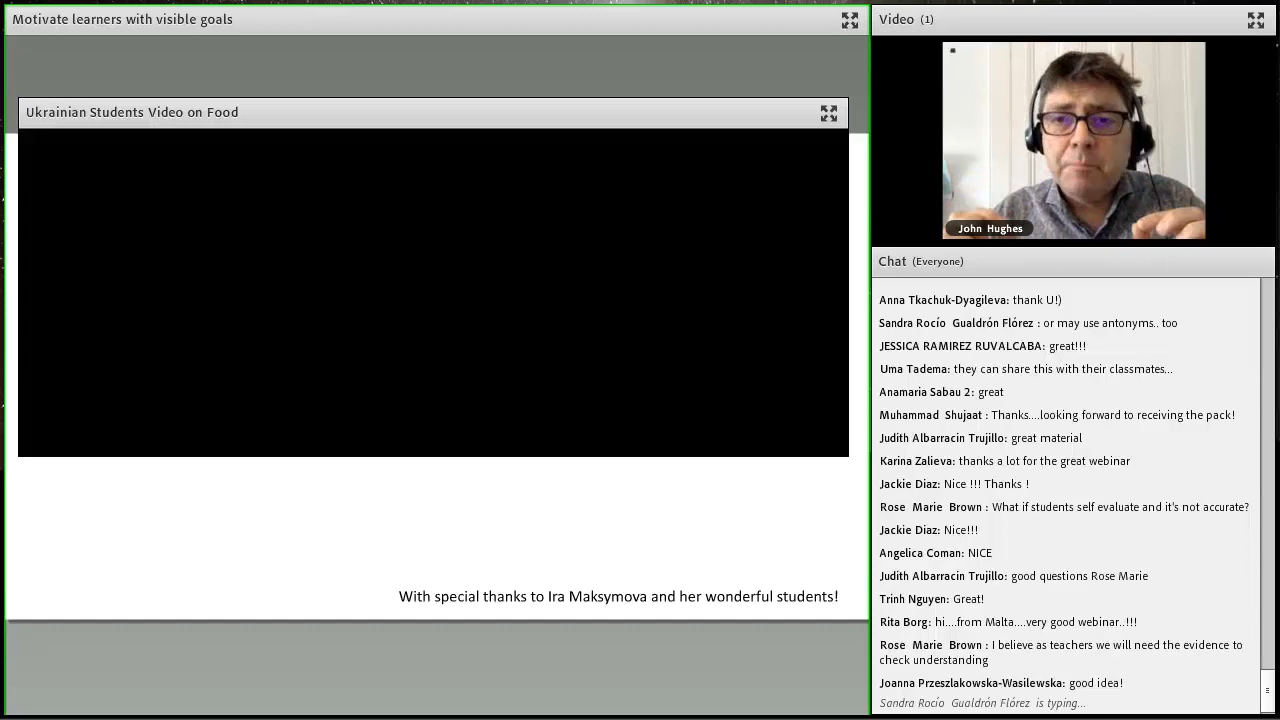 Motivate learners with visible goals
Ukrainian Students Video on Food
With special thanks to Ira Maksymova and her wonderful students!
Video (1)
John Hughes
Chat (Everyone)
Anna Tkachuk-Dyagileva: thank U!)
Sandra Rocío Gualdrón Flórez : or may use antonyms.. too
JESSICA RAMIREZ RUVALCABA: great!!!
Uma Tadema: they can share this with their classmates...
Anamaria Sabau 2: great
Muhammad Shujaat : Thanks....looking forward to receiving the pack!
Judith Albarracin Trujillo: great material
Karina Zalieva: thanks a lot for the great webinar
Jackie Diaz: Nice !!! Thanks !
Rose Marie Brown : What if students self evaluate and it's not accurate?
Jackie Diaz: Nice!!!
Angelica Coman: NICE
Judith Albarracin Trujillo: good questions Rose Marie
Trinh Nguyen: Great!
Rita Borg: hi....from Malta....very good webinar..!!!
Rose Marie Brown : I believe as teachers we will need the evidence to
check understanding
Joanna Przeszlakowska-Wasilewska: good idea!
Sandra Rocío Gualdrón Flórez is typing...